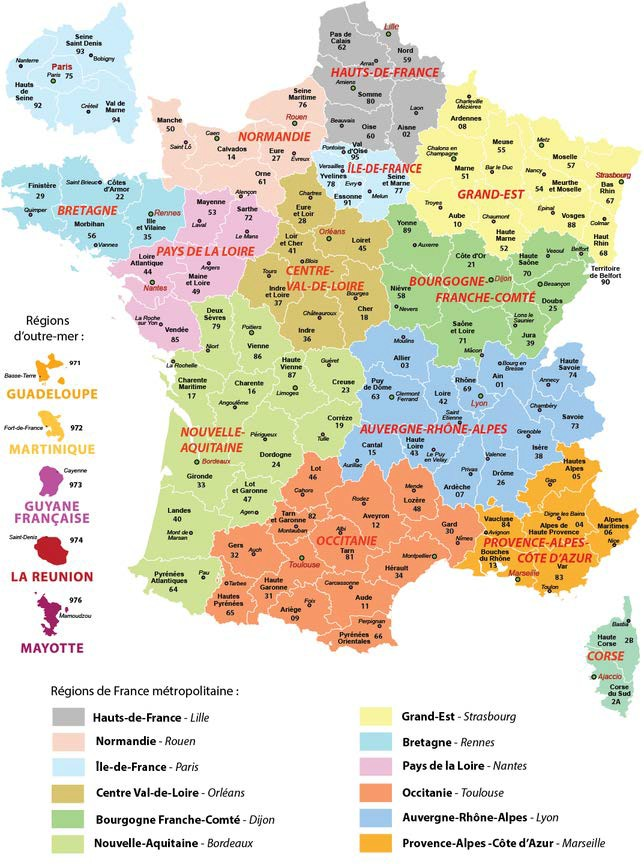 Seine
Saint Denis
93
Nanterre
Bobigny
Paris
Paris 75
Hauts
de
Seine
92
Créteil
Val de
Marne
94
Pas de
Calais
62
Lille
Nord
59
Arras
HAUTS-DE-FRANCE
Amiens
Somme
80
Laon
Beauvais
Oise
60
Aisne
02
Charleville
Mézières
Ardennes
08
Seine
Maritime
76
Rouen
Manche
50
Caen
NORMANDIE
Saint Lô
Calvados
14
Eure
27
Évreux
Orne
61
Alençon
Pontoise
Val
d'Oise
95
ÎLE-DE-FRANCE
Versailles
Yvelines
78
Évry
Seine
et Marne
77
Essonne
91
Melun
Châlons en
Champagne
Marne
51
Meuse
55
Metz
Moselle
57
Bar le Duc
Nancy
54
Meurthe
et Moselle
Strasbourg
Bas
Rhin
67
GRAND-EST
Troyes
Aube
10
Chaumont
Haute
Marne
52
Épinal
Vosges
88
Colmar
Haut
Rhin
68
Territoire
de Belfort
90
Finistère
29
Saint Brieuc
Côtes
d'Armor
22
Quimper
BRETAGNE
Rennes
Morbihan
56
Ille
et Vilaine
35
Vannes
Mayenne
53
Laval
Sarthe
72
Le Mans
PAYS DE LA LOIRE
Loire
Atlantique
44
Angers
Maine
et Loire
49
Nantes
La Roche
sur Yon
Vendée
85
Chartres
Eure
et Loir
28
Orléans
Loir
et Cher
41
Loiret
45
Blois
CENTRE-
VAL-DE-LOIRE
Tours
Indre
et Loire
37
Bourges
Cher
18
Châteauroux
Indre
36
Yonne
89
Auxerre
Côte d'Or
21
Haute
Saône
70
Vesoul
Belfort
BOURGOGNE-
FRANCHE-COMTÉ
Dijon
Besançon
Doubs
25
Nièvre
58
Nevers
Lons le
Saunier
Saône
et Loire
71
Jura
39
Mâcon
Deux
Sèvres
79
Poitiers
Vienne
86
Niort
La Rochelle
Charente
Maritime
17
Charente
16
Angoulême
Haute
Vienne
87
Limoges
Guéret
Creuse
23
Corrèze
19
Tulle
Périgueux
Dordogne
24
NOUVELLE-
AQUITAINE
Bordeaux
Gironde
33
Lot
et Garonne
47
Agen
Landes
40
Mont de
Marsan
Pyrénées
Atlantiques
64
Pau
Moulins
Allier
03
Puy
de Dôme
63
Clermont
Ferrand
Loire
42
Rhône
69
Ain
01
Bourg en
Bresse
Haute
Savoie
74
Annecy
Lyon
Chambéry
Savoie
73
Saint
Etienne
AUVERGNE-RHÔNE-ALPES
Grenoble
Isère
38
Cantal
15
Aurillac
Haute
Loire
43
Le Puy
en Velay
Privas
Valence
Ardèche
07
Drôme
26
Lot
46
Cahors
Rodez
Mende
Lozère
48
Tarn
et Garonne
82
Montauban
Aveyron
12
Albi
Tarn
81
OCCITANIE
Gard
30
Nîmes
Gers
32
Auch
Toulouse
Montpellier
Hérault
34
Tarbes
Hautes
Pyrénées
65
Haute
Garonne
31
Carcassonne
Aude
11
Foix
Ariège
09
Perpignan
Pyrénées
Orientales
66
Hautes
Alpes
05
Gap
Vaucluse
84
Avignon
Digne les Bains
04
Alpes de
Haute Provence
Alpes
Maritimes
06
Nice
PROVENCE-ALPES-
CÔTE D'AZUR
Bouches
du Rhône
13
Marseille
Var
83
Toulon
Bastia
Haute
Corse
2B
CORSE
Ajaccio
Corse
du Sud
2A
Régions
d'outre-mer :
971
Basse-Terre
GUADELOUPE
972
Fort-de-France
MARTINIQUE
Cayenne
973
GUYANE
FRANÇAISE
Saint-Denis
974
LA REUNION
976
Mamoudzou
MAYOTTE
Régions de France métropolitaine :
Hauts-de-France - Lille
Normandie - Rouen
Île-de-France - Paris
Centre Val-de-Loire - Orléans
Bourgogne Franche-Comté - Dijon
Nouvelle-Aquitaine - Bordeaux
Grand-Est - Strasbourg
Bretagne - Rennes
Pays de la Loire - Nantes
Occitanie - Toulouse
Auvergne-Rhône-Alpes - Lyon
Provence-Alpes -Côte d'Azur - Marseille